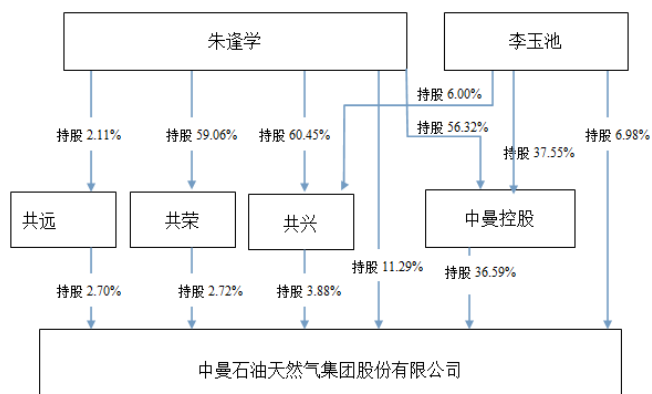 朱逢学
李玉池
持股 6.00%
持股 2.11%
持股 59.06%
持股 60.45%
持股 56.32%
持股 6.98%
持股 37.55%
共远
共荣
共兴
中曼控股
持股 11.29%
持股 36.59%
持股 2.70%
持股 2.72%
持股 3.88%
中曼石油天然气集团股份有限公司